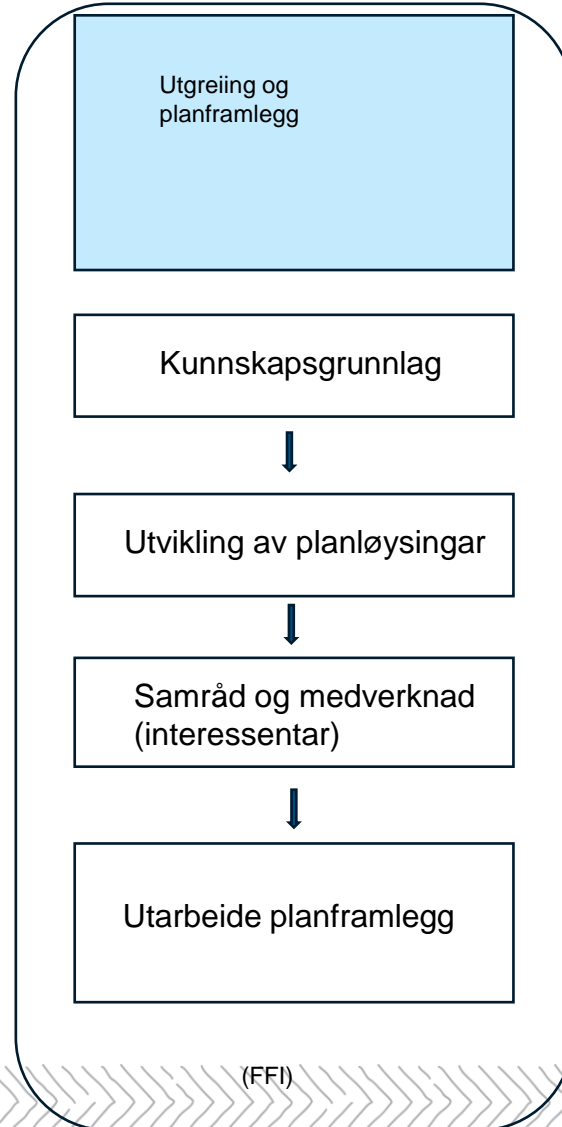 Utgreiing og
planframlegg
Kunnskapsgrunnlag
Utvikling av planløysingar
Samråd og medverknad
(interessentar)
Utarbeide planframlegg
(FFI)